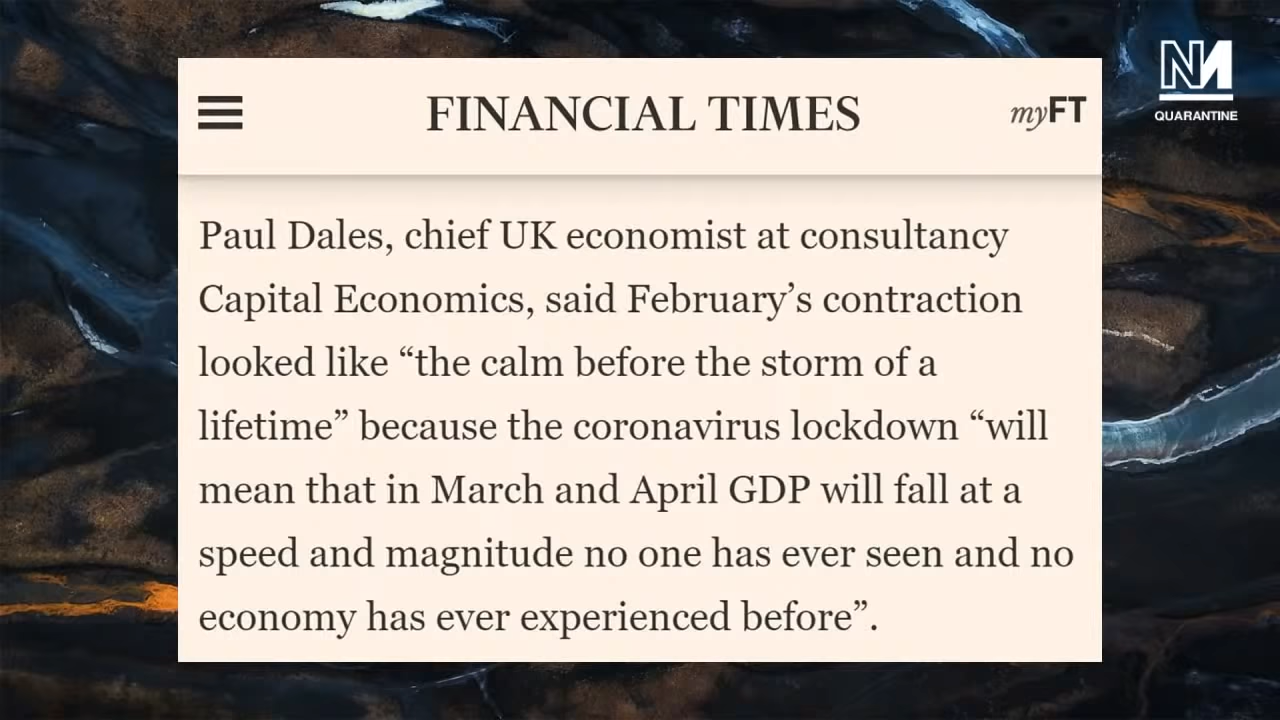 NM
QUARANTINE
FINANCIAL TIMES
myFT
Paul Dales, chief UK economist at consultancy
Capital Economics, said February’s contraction
looked like “the calm before the storm of a
lifetime” because the coronavirus lockdown “will
mean that in March and April GDP will fall at a
speed and magnitude no one has ever seen and no
economy has ever experienced before”.